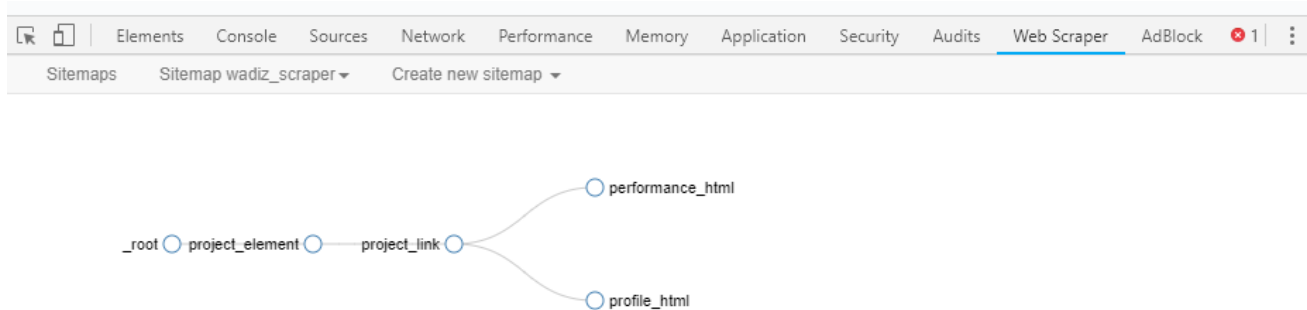 Elements Console Sources Network Performance Memory Application Security Audits Web Scraper AdBlock 1
Sitemaps Sitemap wadiz_scraper Create new sitemap
performance_html
_root project_element project_link
profile_html